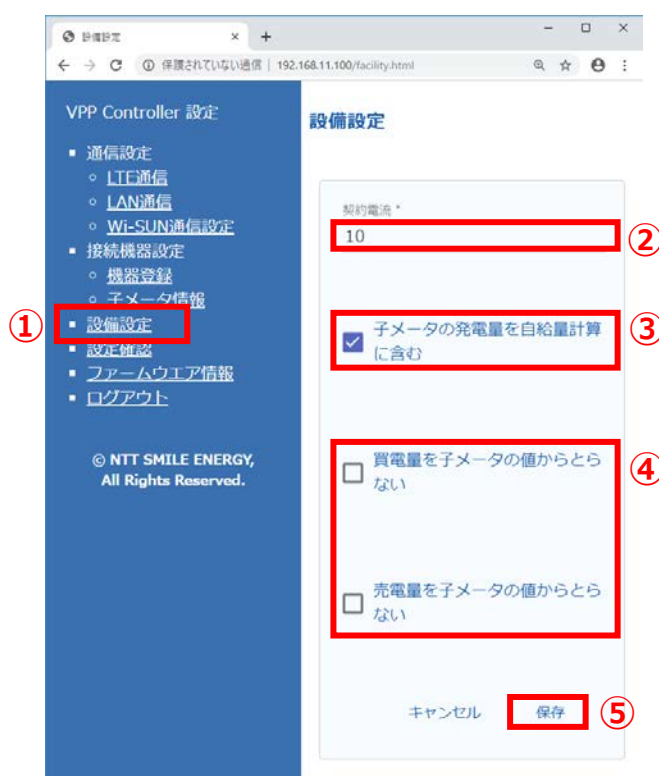 設備設定
保護されていない通信 | 192.168.11.100/facility.html
VPP Controller 設定
▪ 通信設定
◦ LTE通信
◦ LAN通信
◦ Wi-SUN通信設定
▪ 接続機器設定
◦ 機器登録
◦ 子メータ情報
① ▪ 設備設定
▪ 設定確認
▪ ファームウエア情報
▪ ログアウト
© NTT SMILE ENERGY,
All Rights Reserved.
設備設定
契約電流 *
10 ②
子メータの発電量を自給量計算 ③
に含む
買電量を子メータの値からとら ④
ない
売電量を子メータの値からとら
ない
キャンセル 保存 ⑤